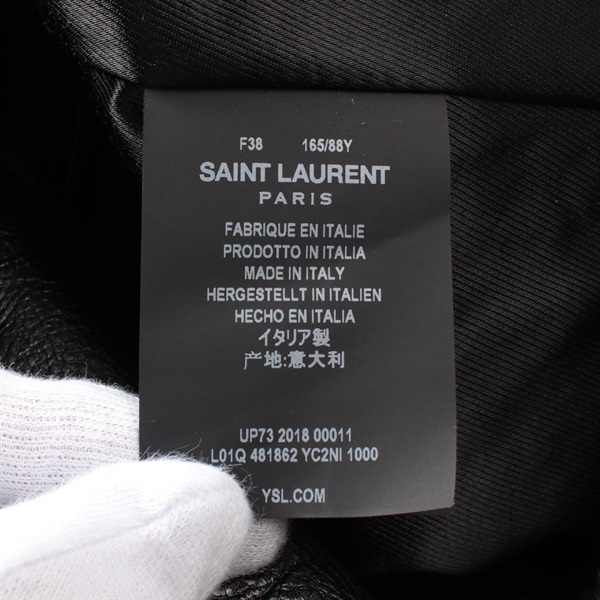 F38 165/88Y
SAINT LAURENT
PARIS
FABRIQUE EN ITALIE
PRODOTTO IN ITALIA
MADE IN ITALY
HERGESTELLT IN ITALIEN
HECHO EN ITALIA
イタリア製
产地:意大利
UP73 2018 00011
L01Q 481862 YC2NI 1000
YSL.COM